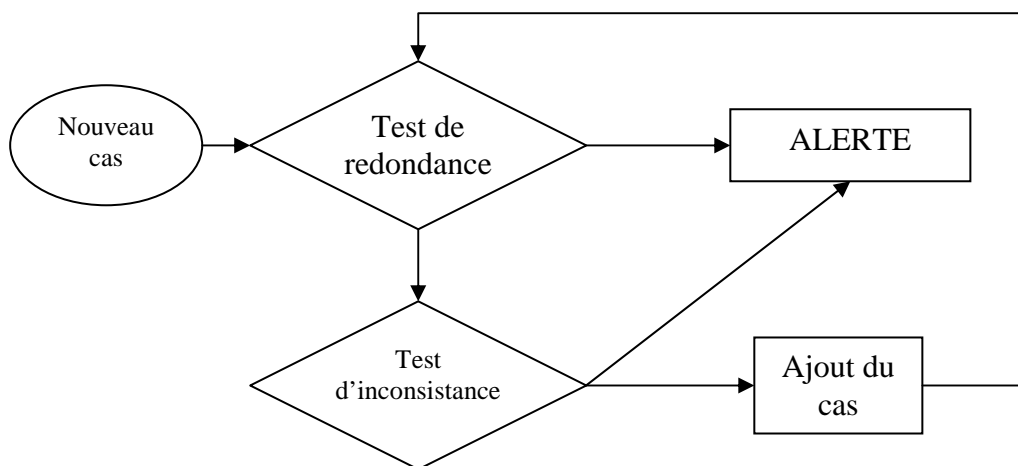 Nouveau
cas
Test de
redondance
ALERTE
Test
d’inconsistance
Ajout du
cas